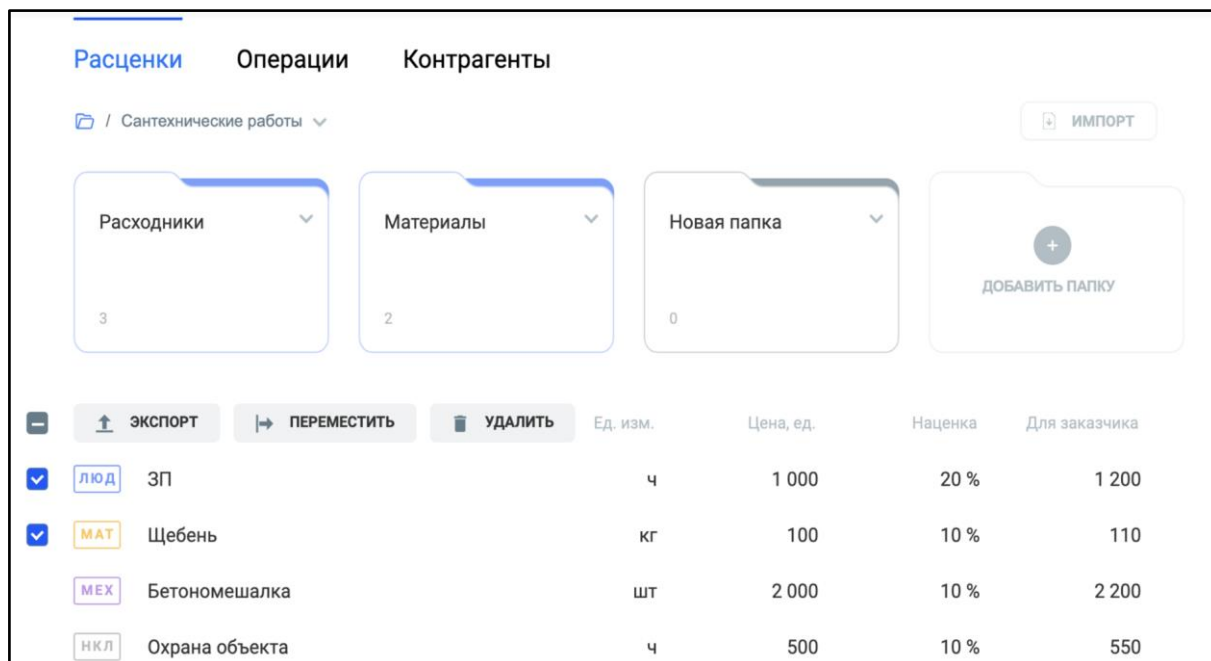 Расценки Операции Контрагенты
/ Сантехнические работы ИМПОРТ
Расходники Материалы Новая папка
ДОБАВИТЬ ПАПКУ
3 2 0
ЭКСПОРТ ПЕРЕМЕСТИТЬ УДАЛИТЬ Ед. изм. Цена, ед. Наценка Для заказчика
ЛЮД ЗП ч 1 000 20 % 1 200
МАТ Щебень кг 100 10 % 110
МЕХ Бетономешалка шт 2 000 10 % 2 200
НКЛ Охрана объекта ч 500 10 % 550